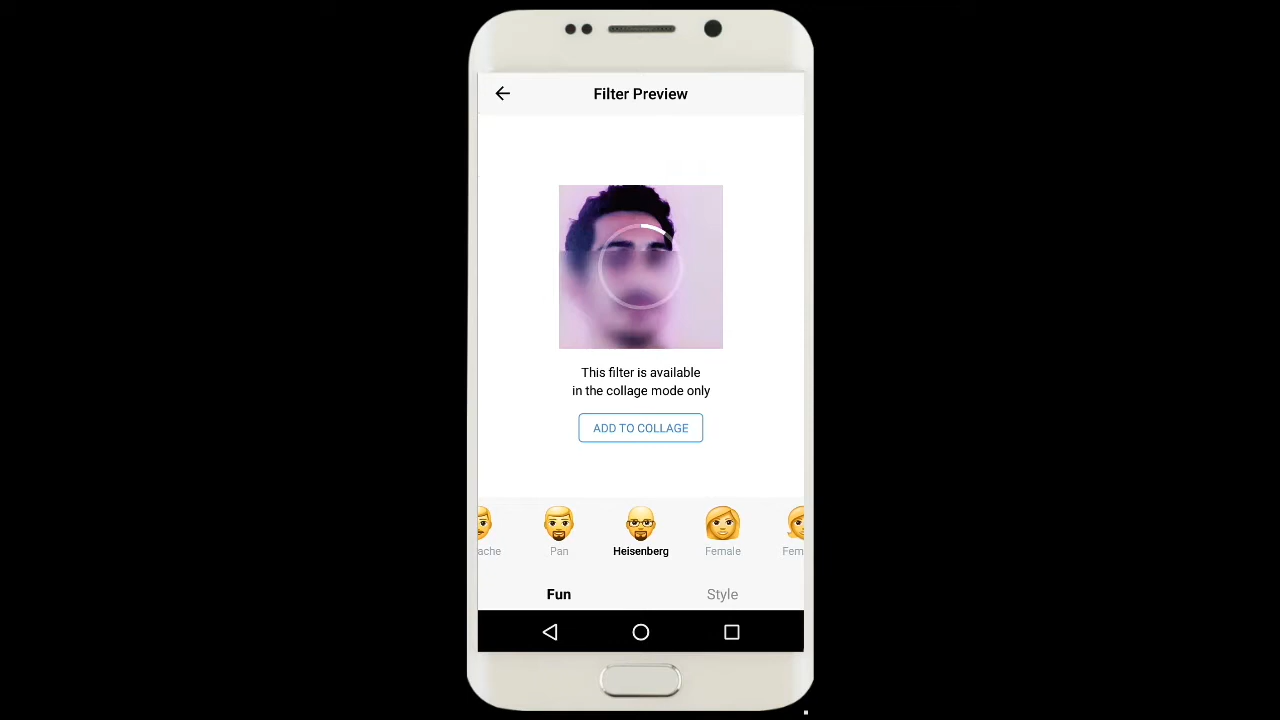 Filter Preview
This filter is available
in the collage mode only
ADD TO COLLAGE
ache
Pan
Heisenberg
Female
Fem
Fun
Style